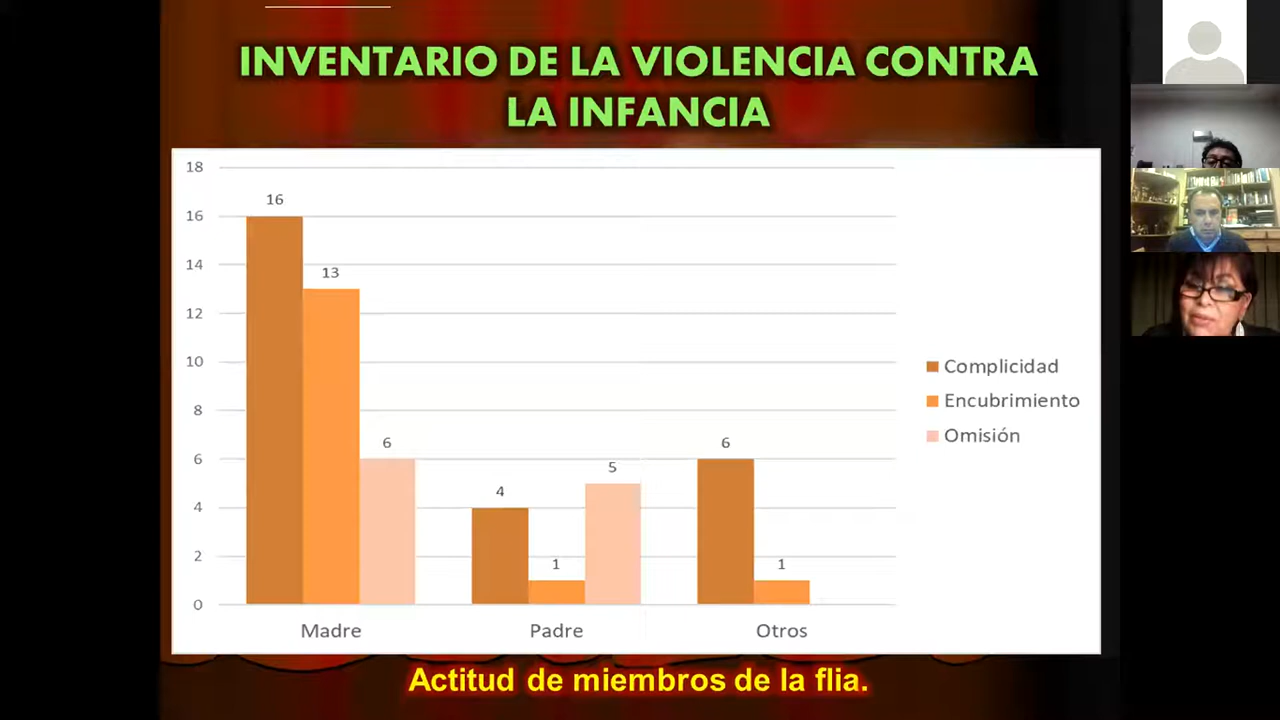 INVENTARIO DE LA VIOLENCIA CONTRA
LA INFANCIA
18
16
14
12
10
8
6
4
2
0
16
13
6
4
1
5
6
1
Madre
Padre
Otros
Complicidad
Encubrimiento
Omisión
Actitud de miembros de la flia.